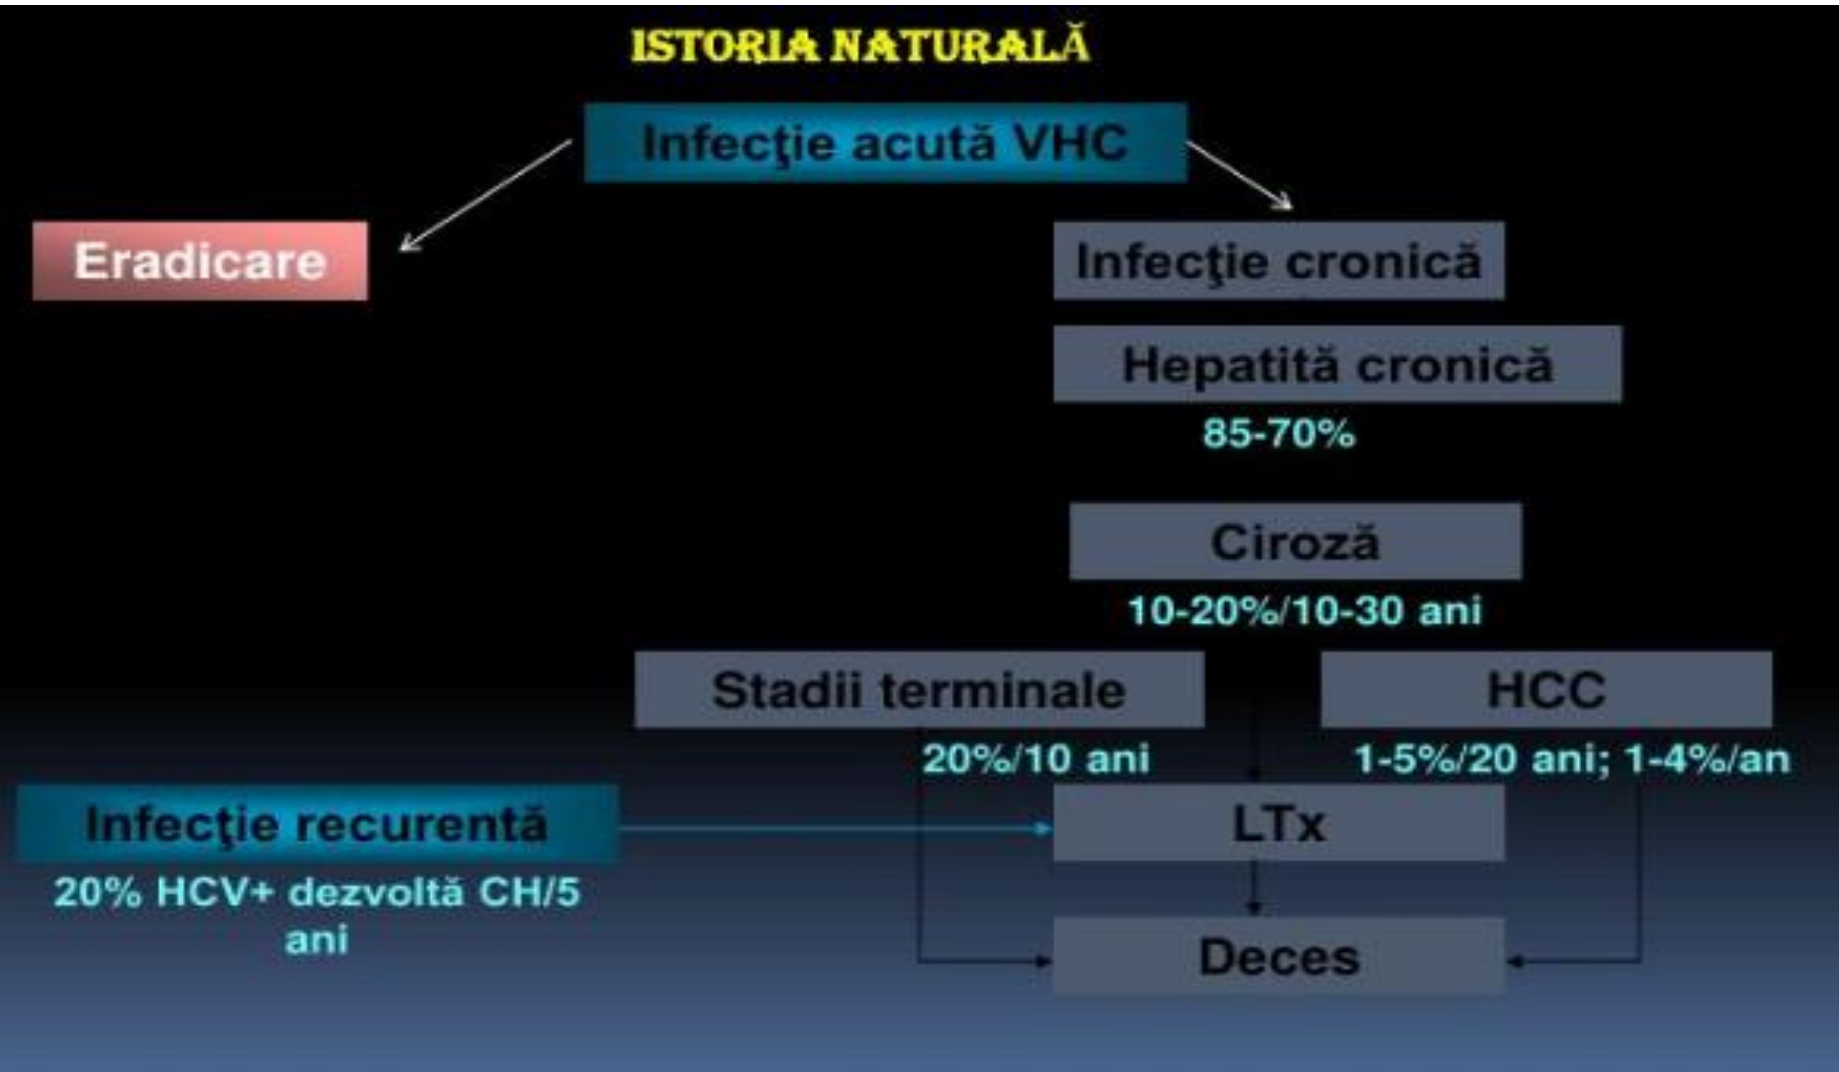 ISTORIA NATURALĂ
Infecţie acută VHC
Eradicare
Infecţie cronică
Hepatită cronică
85-70%
Ciroză
10-20%/10-30 ani
Stadii terminale
HCC
20%/10 ani
1-5%/20 ani; 1-4%/an
Infecţie recurentă
LTx
20% HCV+ dezvoltă CH/5
ani
Deces